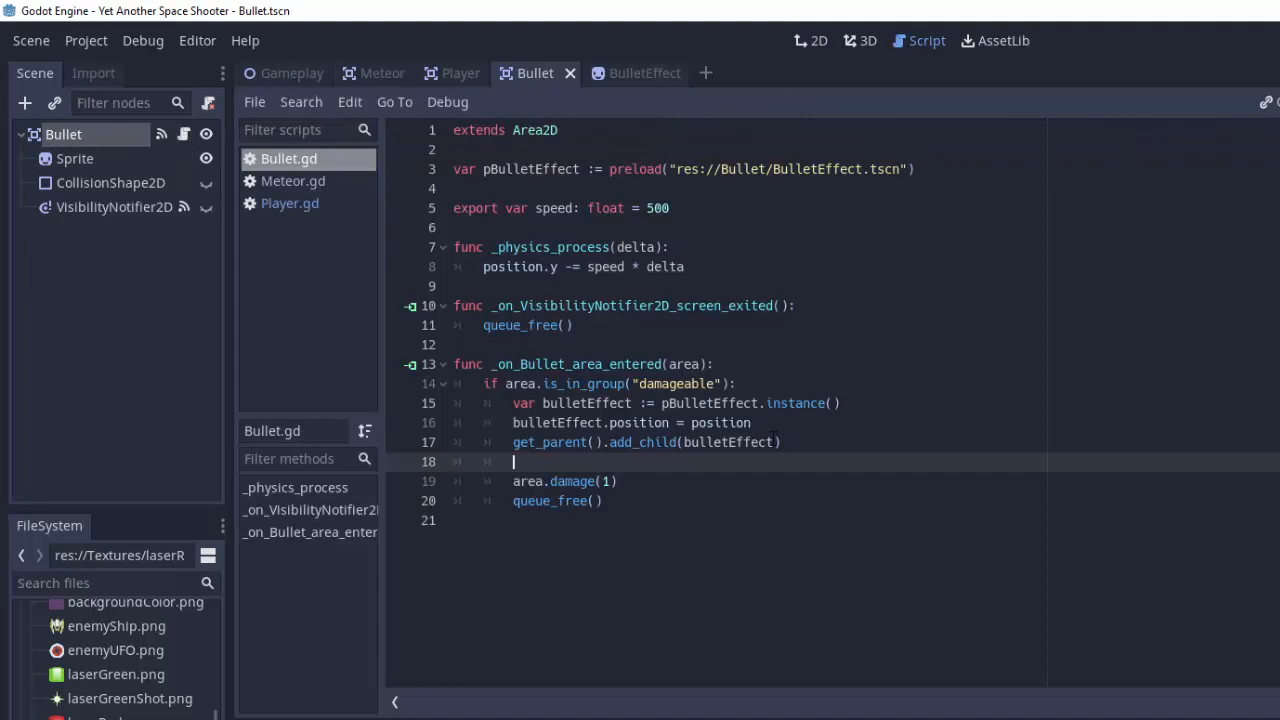 Godot Engine - Yet Another Space Shooter - Bullet.tscn
Scene Project Debug Editor Help
2D 3D Script AssetLib
Scene Import
Gameplay Meteor Player Bullet BulletEffect
Filter nodes
File Search Edit Go To Debug
Bullet
Sprite
CollisionShape2D
VisibilityNotifier2D
Filter scripts
Bullet.gd
Meteor.gd
Player.gd
Bullet.gd
Filter methods
_physics_process
_on_VisibilityNotifier2
_on_Bullet_area_enter
1 extends Area2D
2
3 var pBulletEffect := preload("res://Bullet/BulletEffect.tscn")
4
5 export var speed: float = 500
6
7 func _physics_process(delta):
8 position.y -= speed * delta
9
10 func _on_VisibilityNotifier2D_screen_exited():
11 queue_free()
12
13 func _on_Bullet_area_entered(area):
14 if area.is_in_group("damageable"):
15 var bulletEffect := pBulletEffect.instance()
16 bulletEffect.position = position
17 get_parent().add_child(bulletEffect)
18
19 area.damage(1)
20 queue_free()
21
FileSystem
res://Textures/laserR
Search files
backgroundColor.png
enemyShip.png
enemyUFO.png
laserGreen.png
laserGreenShot.png